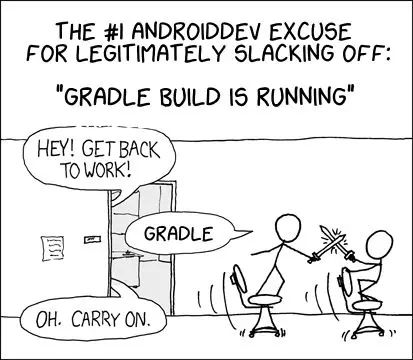 THE #1 ANDROIDDEV EXCUSE
FOR LEGITIMATELY SLACKING OFF:
"GRADLE BUILD IS RUNNING"
HEY! GET BACK
TO WORK!
GRADLE
OH. CARRY ON.